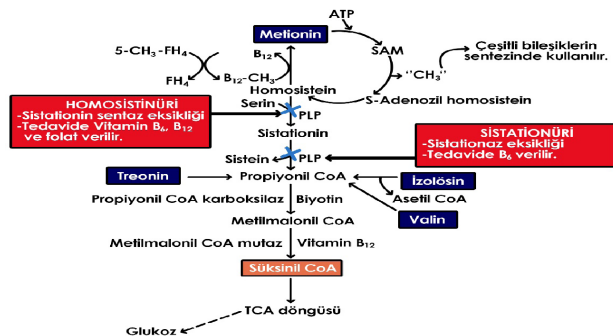 ATP
Metionin
5-CH₃-FH₄
B₁₂
SAM
Çeşitli bileşiklerin
sentezinde kullanılır.
"CH₃"
FH₄
B₁₂-CH₃
Homosistein
S-Adenozil homosistein
Serin
PLP
HOMOSİSTİNÜRİ
-Sistationin sentaz eksikliği
-Tedavide Vitamin B₆, B₁₂
ve folat verilir.
Sistationin
SİSTATİONÜRİ
-Sistationaz eksikliği
-Tedavide B₆ verilir.
Sistein
PLP
Treonin
Propiyonil CoA
İzolösin
Propiyonil CoA karboksilaz
Biyotin
Asetil CoA
Metilmalonil CoA
Valin
Metilmalonil CoA mutaz
Vitamin B₁₂
Süksinil CoA
TCA döngüsü
Glukoz